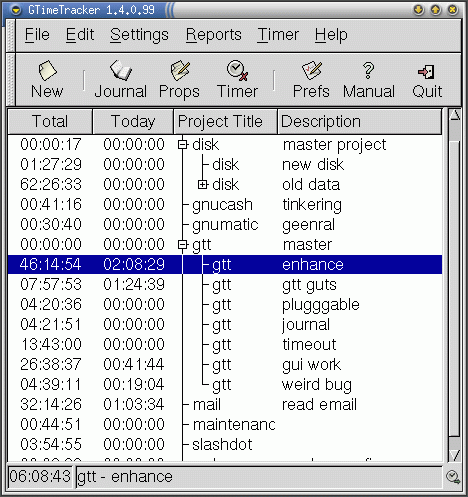 GTimeTracker 1.4.0.99
File Edit Settings Reports Timer Help
New Journal Props Timer Prefs Manual Quit
Total Today Project Title Description
00:00:17 00:00:00 disk master project
01:27:29 00:00:00 disk new disk
62:26:33 00:00:00 disk old data
00:41:16 00:00:00 gnucash tinkering
00:30:40 00:00:00 gnumatic geenral
00:00:00 00:00:00 gtt master
46:14:54 02:08:29 gtt enhance
07:57:53 01:24:39 gtt gtt guts
04:20:36 00:00:00 gtt plugggable
04:21:51 00:00:00 gtt journal
13:43:00 00:00:00 gtt timeout
26:38:37 00:41:44 gtt gui work
04:39:11 00:19:04 gtt weird bug
32:14:26 01:03:34 mail read email
00:44:51 00:00:00 maintenanc
03:54:55 00:00:00 slashdot
06:08:43 gtt - enhance